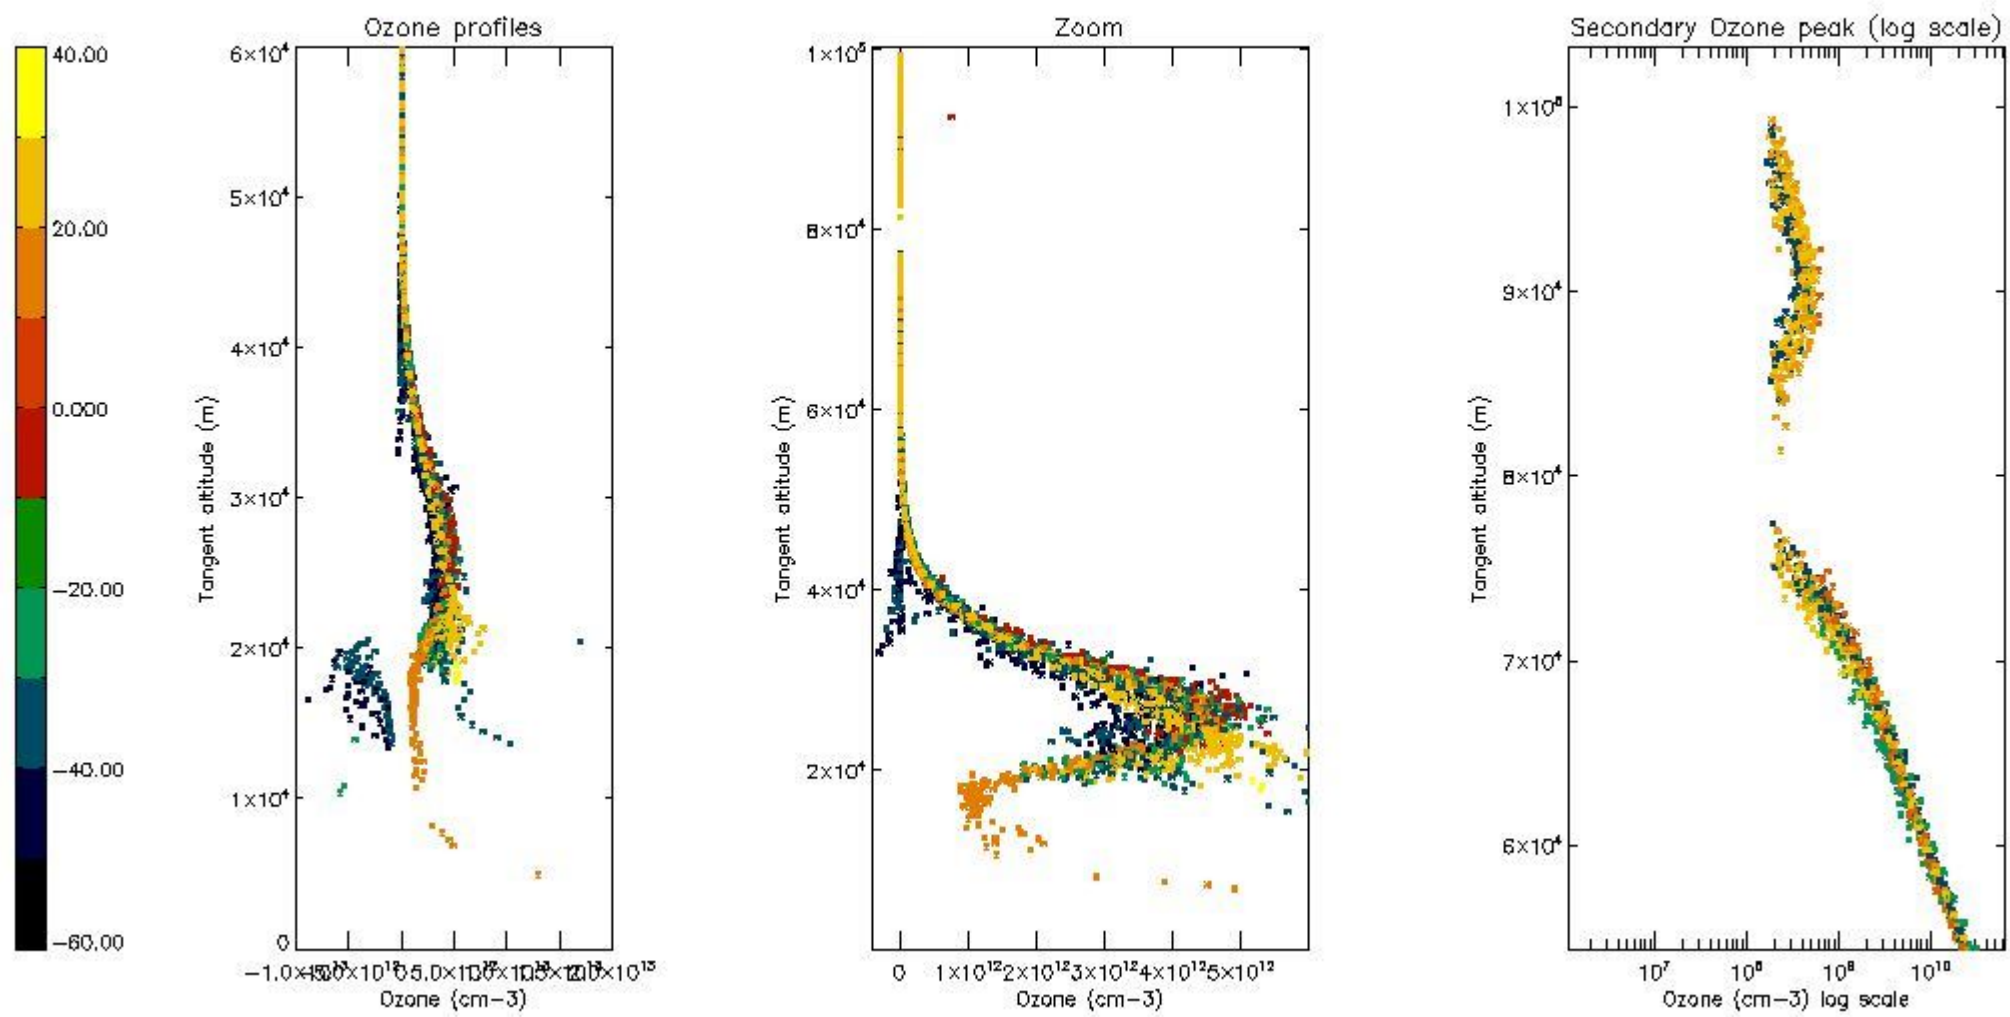 Ozone profiles
Zoom
Secondary Ozone peak (log scale)
40.00
20.00
0.000
−20.00
−40.00
−60.00
6×10⁴
5×10⁴
4×10⁴
3×10⁴
2×10⁴
1×10⁴
0
Tangent altitude (m)
Ozone (cm−3)
1×10⁵
8×10⁴
6×10⁴
4×10⁴
2×10⁴
Tangent altitude (m)
0 1×10¹² 2×10¹² 3×10¹² 4×10¹² 5×10¹²
Ozone (cm−3)
9×10⁴
8×10⁴
7×10⁴
6×10⁴
Tangent altitude (m)
10⁷ 10⁸ 10⁹ 10¹⁰
Ozone (cm−3) log scale